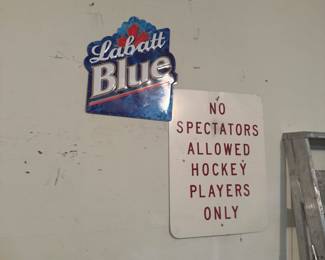 Labatt
Blue
NO
SPECTATORS
ALLOWED
HOCKEY
PLAYERS
ONLY